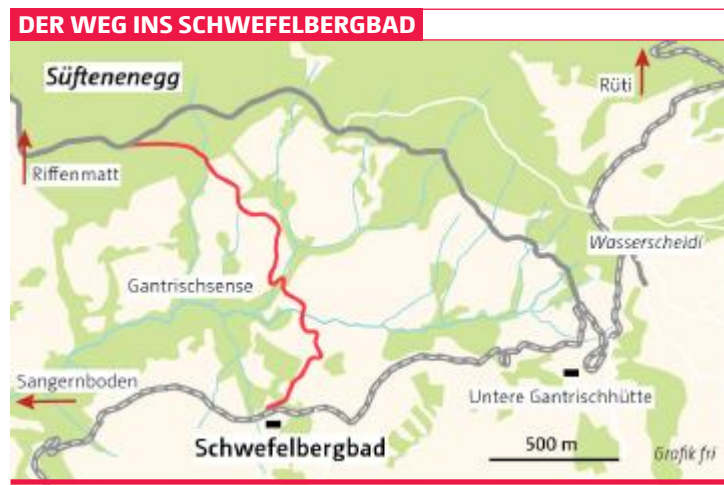 DER WEG INS SCHWEFELBERGBAD
Süftenenegg
Rüti
Riffenmatt
Wasserscheidi
Gantrischsense
Sangernboden
Untere Gantrischhütte
Schwefelbergbad
500 m
Grafik fri